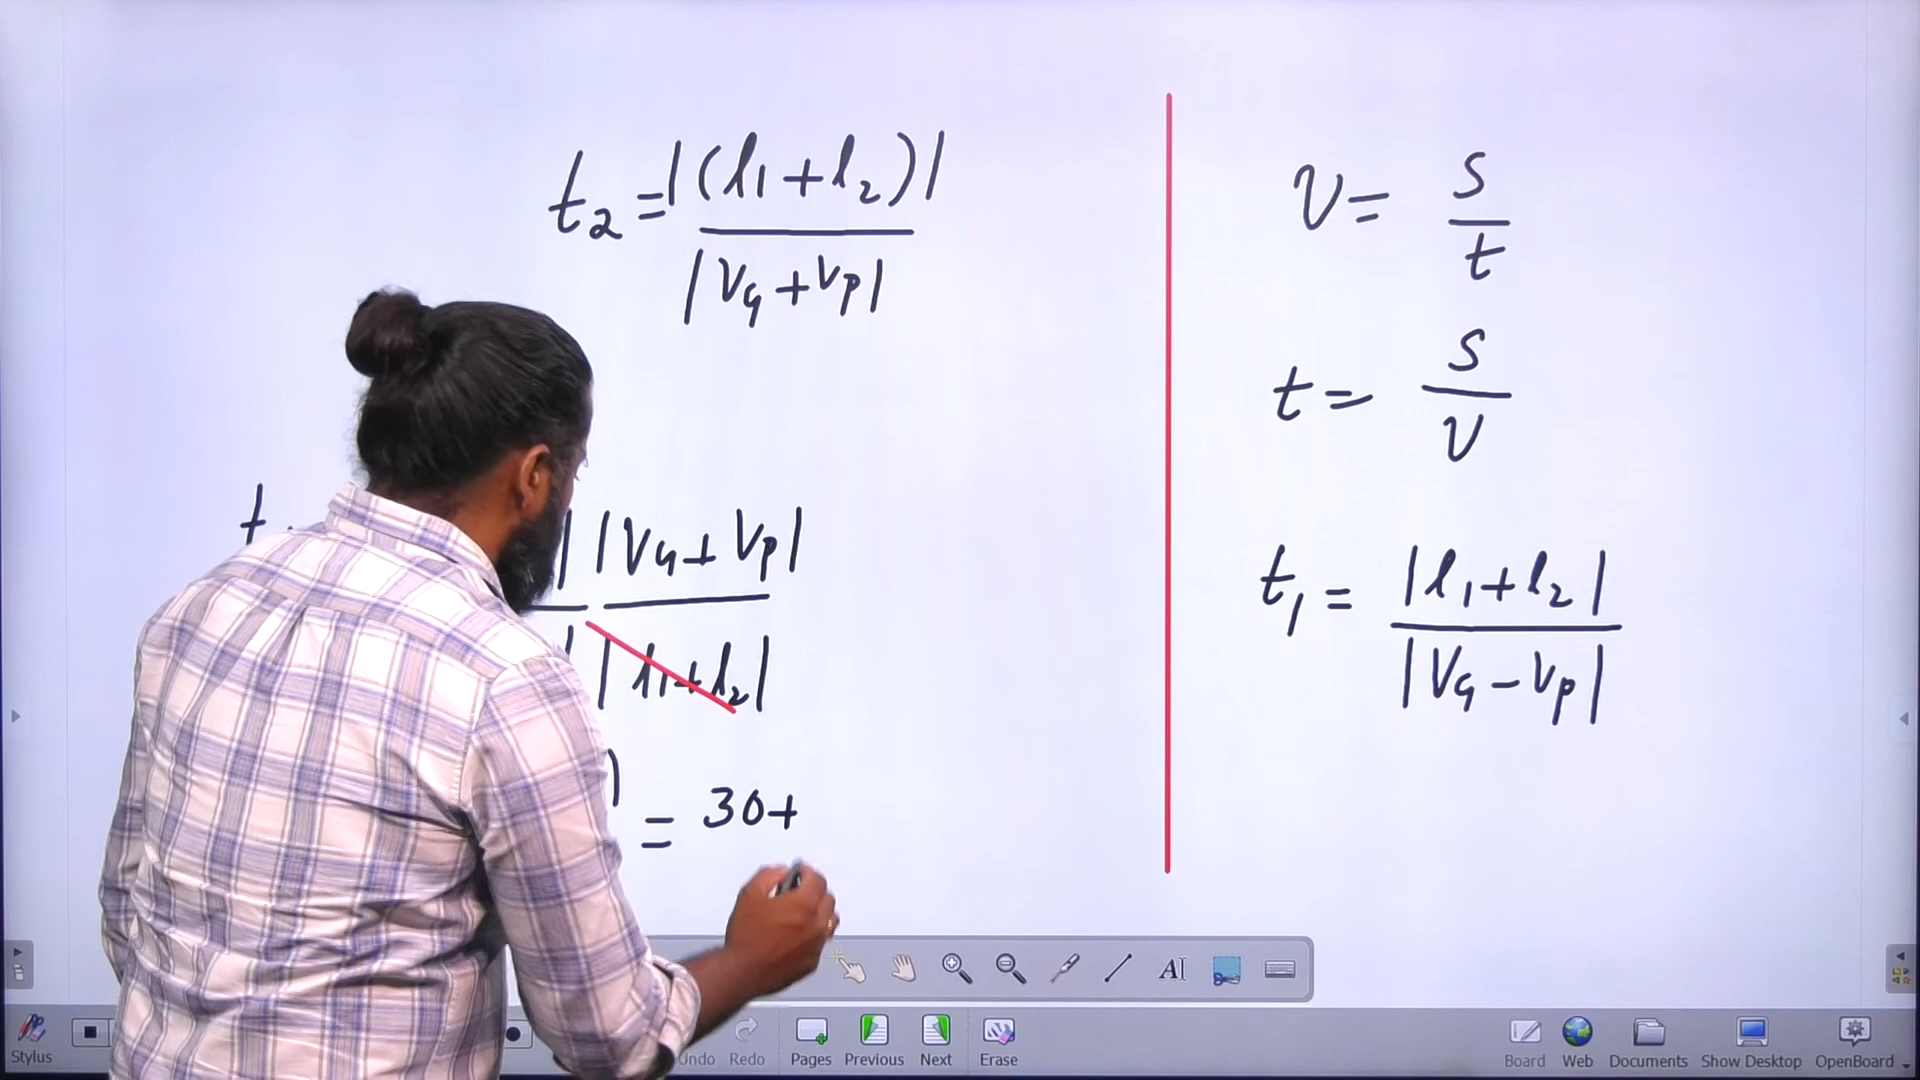 t₂ = |(l₁+l₂)|
|V_G+V_P|
t
| |V_G+V_P|
| |l₁+l₂|
= 30+
V = S
t
t = S
V
t₁ = |l₁+l₂|
|V_G-V_P|
Stylus
Undo Redo Pages Previous Next Erase Board Web Documents Show Desktop OpenBoard